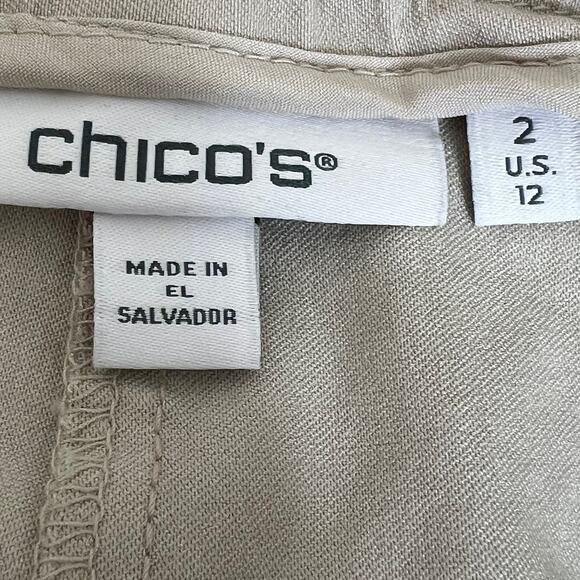 chico's®
2
U.S.
12
MADE IN
EL
SALVADOR